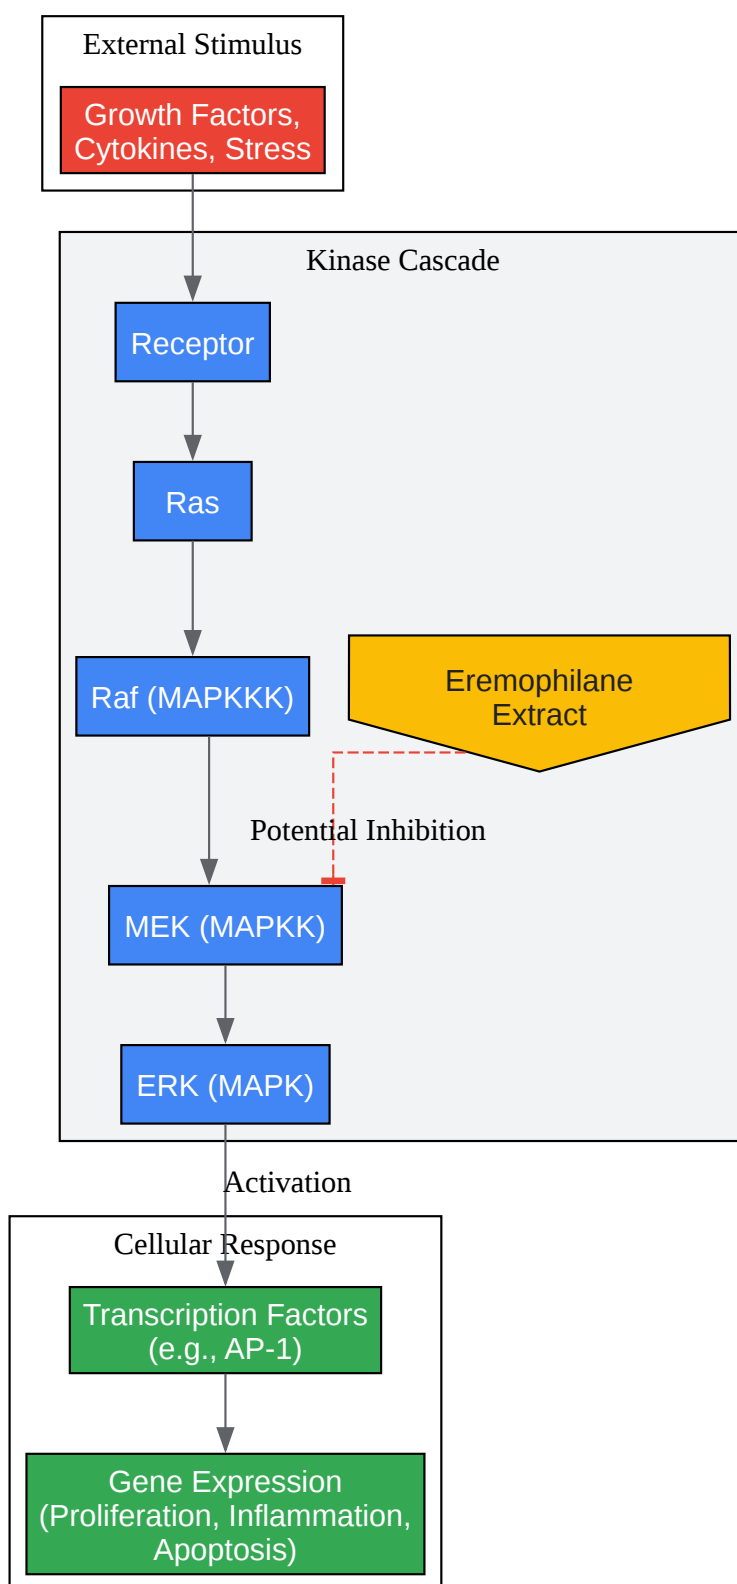 External Stimulus
Growth Factors,
Cytokines, Stress
Kinase Cascade
Receptor
Ras
Raf (MAPKKK)
Eremophilane
Extract
Potential Inhibition
MEK (MAPKK)
ERK (MAPK)
Activation
Cellular Response
Transcription Factors
(e.g., AP-1)
Gene Expression
(Proliferation, Inflammation,
Apoptosis)